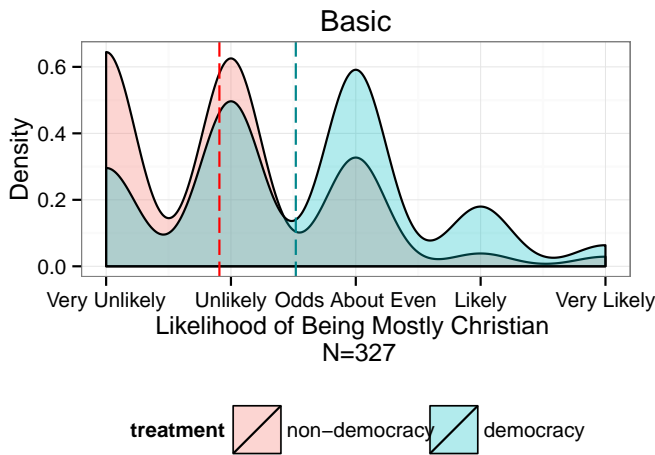 Basic
Density
0.6
0.4
0.2
0.0
Very Unlikely Unlikely Odds About Even Likely Very Likely
Likelihood of Being Mostly Christian
N=327
treatment non−democracy democracy